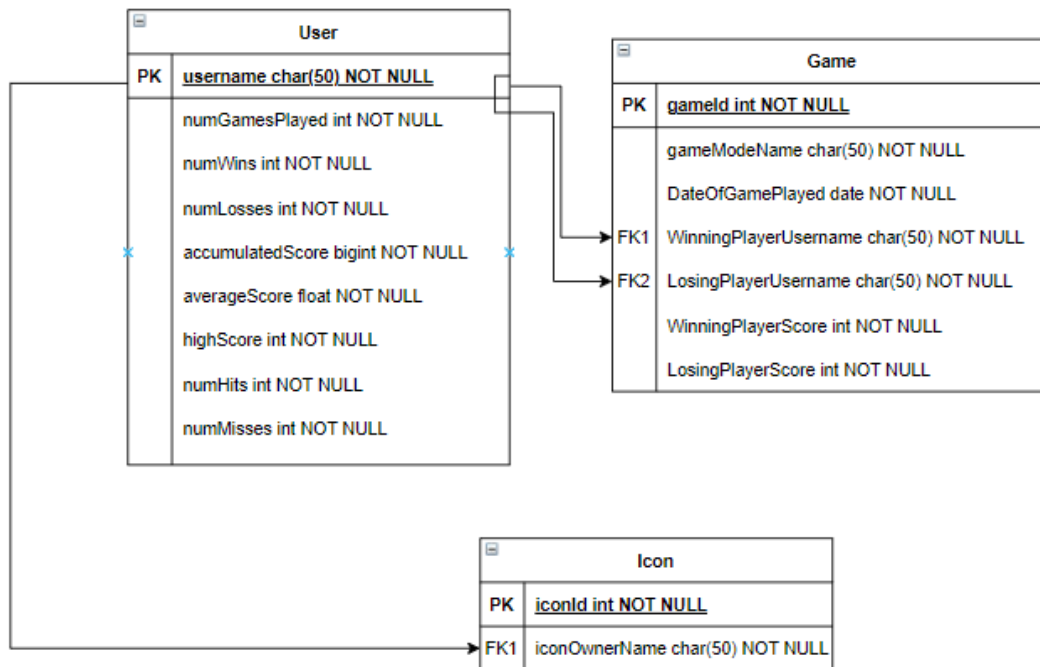 User
PK username char(50) NOT NULL
numGamesPlayed int NOT NULL
numWins int NOT NULL
numLosses int NOT NULL
accumulatedScore bigint NOT NULL
averageScore float NOT NULL
highScore int NOT NULL
numHits int NOT NULL
numMisses int NOT NULL
Game
PK gameId int NOT NULL
gameModeName char(50) NOT NULL
DateOfGamePlayed date NOT NULL
FK1 WinningPlayerUsername char(50) NOT NULL
FK2 LosingPlayerUsername char(50) NOT NULL
WinningPlayerScore int NOT NULL
LosingPlayerScore int NOT NULL
Icon
PK iconId int NOT NULL
FK1 iconOwnerName char(50) NOT NULL